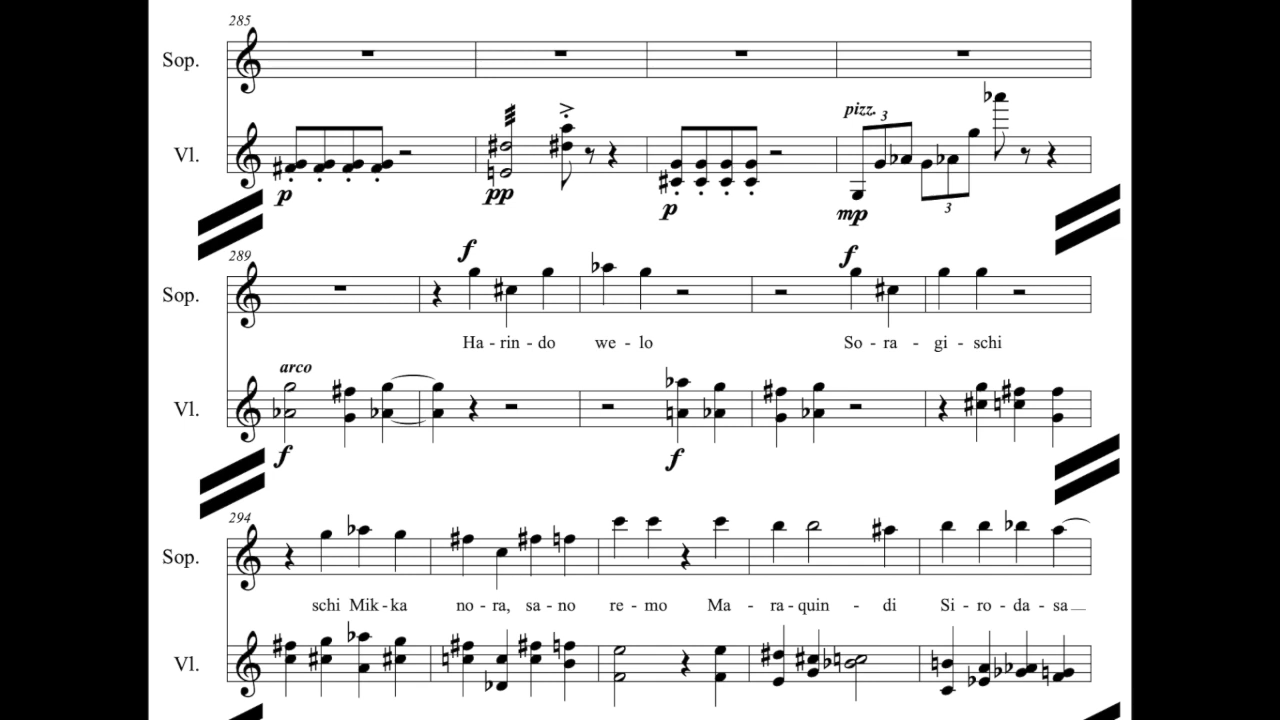 285
Sop.
pizz. 3
Vl.
p pp p mp 3
289
f f
Sop.
Ha - rin - do we - lo So - ra - gi - schi
arco
Vl.
f f
294
Sop.
schi Mik - ka no - ra, sa - no re - mo Ma - ra - quin - di Si - ro - da - sa
Vl.